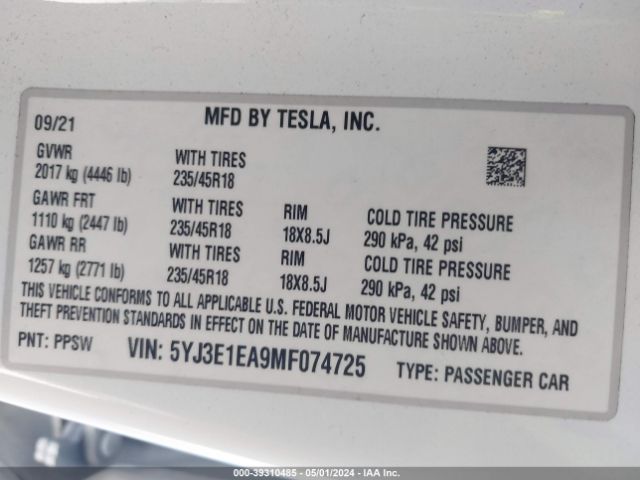 09/21 MFD BY TESLA, INC.
GVWR WITH TIRES
2017 kg (4446 lb) 235/45R18
GAWR FRT WITH TIRES RIM COLD TIRE PRESSURE
1110 kg (2447 lb) 235/45R18 18X8.5J 290 kPa, 42 psi
GAWR RR WITH TIRES RIM COLD TIRE PRESSURE
1257 kg (2771 lb) 235/45R18 18X8.5J 290 kPa, 42 psi
THIS VEHICLE CONFORMS TO ALL APPLICABLE U.S. FEDERAL MOTOR VEHICLE SAFETY, BUMPER, AND
THEFT PREVENTION STANDARDS IN EFFECT ON THE DATE OF MANUFACTURE SHOWN ABOVE.
PNT: PPSW VIN: 5YJ3E1EA9MF074725 TYPE: PASSENGER CAR
000-39310485 - 05/01/2024 - IAA Inc.